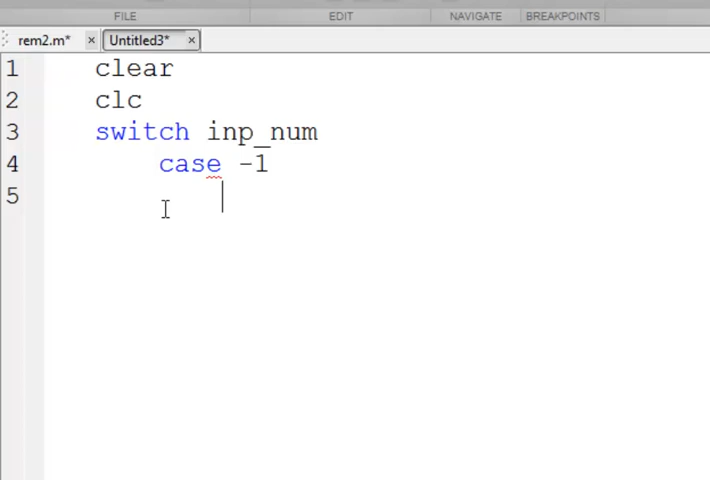 FILE EDIT NAVIGATE BREAKPOINTS
rem2.m* × Untitled3* ×
1 clear
2 clc
3 switch inp_num
4 case -1
5